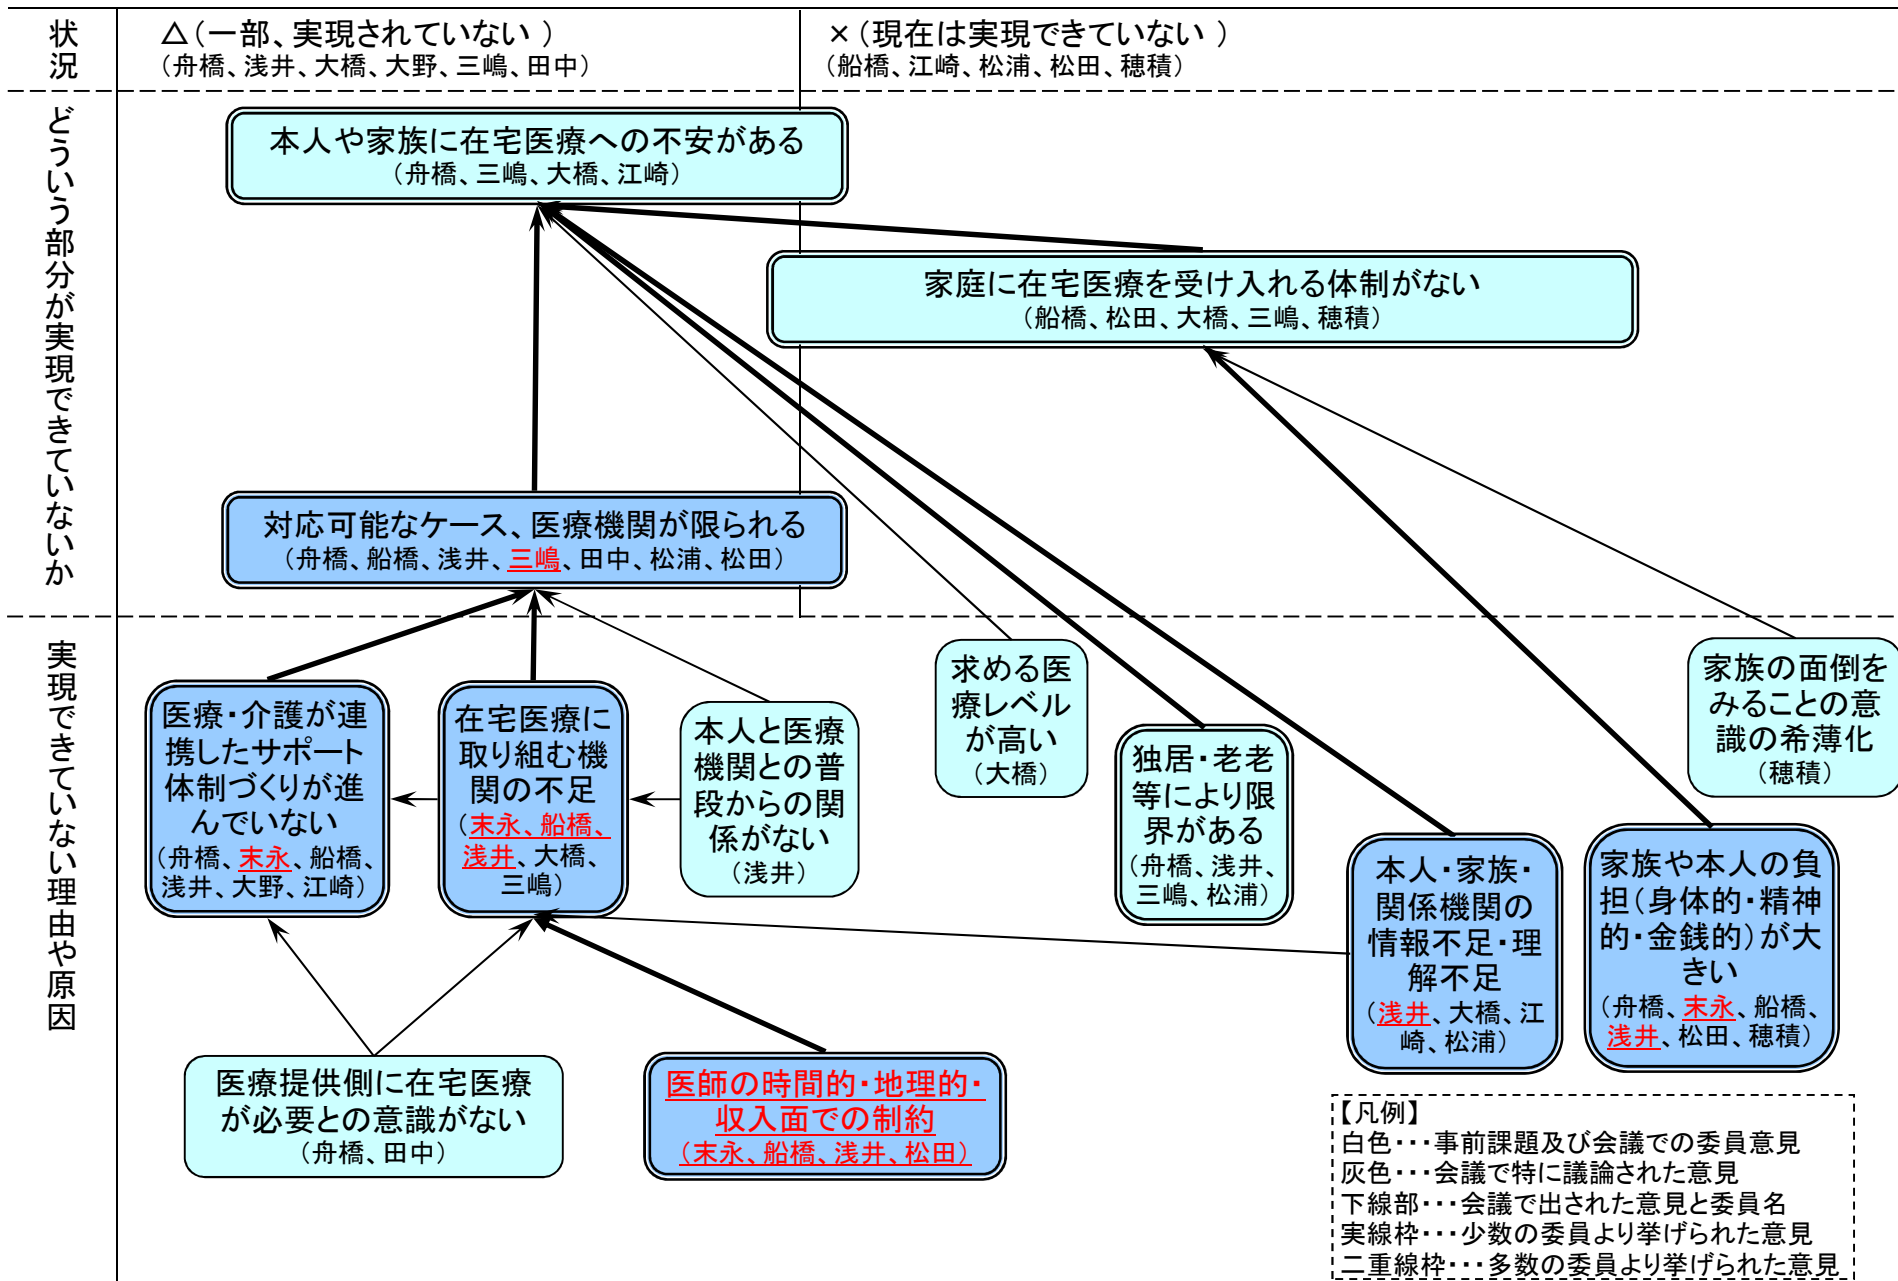 状況
△(一部、実現されていない )
(舟橋、浅井、大橋、大野、三嶋、田中)
×(現在は実現できていない )
(船橋、江崎、松浦、松田、穂積)
どういう部分が実現できていないか
本人や家族に在宅医療への不安がある
(舟橋、三嶋、大橋、江崎)
家庭に在宅医療を受け入れる体制がない
(船橋、松田、大橋、三嶋、穂積)
対応可能なケース、医療機関が限られる
(舟橋、船橋、浅井、三嶋、田中、松浦、松田)
実現できていない理由や原因
医療・介護が連
携したサポート
体制づくりが進
んでいない
(舟橋、末永、船橋、
浅井、大野、江崎)
在宅医療に
取り組む機
関の不足
(末永、船橋、
浅井、大橋、
三嶋)
本人と医療
機関との普
段からの関
係がない
(浅井)
求める医
療レベル
が高い
(大橋)
独居・老老
等により限
界がある
(舟橋、浅井、
三嶋、松浦)
本人・家族・
関係機関の
情報不足・理
解不足
(浅井、大橋、江
崎、松浦)
家族の面倒を
みることの意
識の希薄化
(穂積)
家族や本人の負
担(身体的・精神
的・金銭的)が大
きい
(舟橋、末永、船橋、
浅井、松田、穂積)
医療提供側に在宅医療
が必要との意識がない
(舟橋、田中)
医師の時間的・地理的・
収入面での制約
(末永、船橋、浅井、松田)
【凡例】
白色・・・事前課題及び会議での委員意見
灰色・・・会議で特に議論された意見
下線部・・・会議で出された意見と委員名
実線枠・・・少数の委員より挙げられた意見
二重線枠・・・多数の委員より挙げられた意見